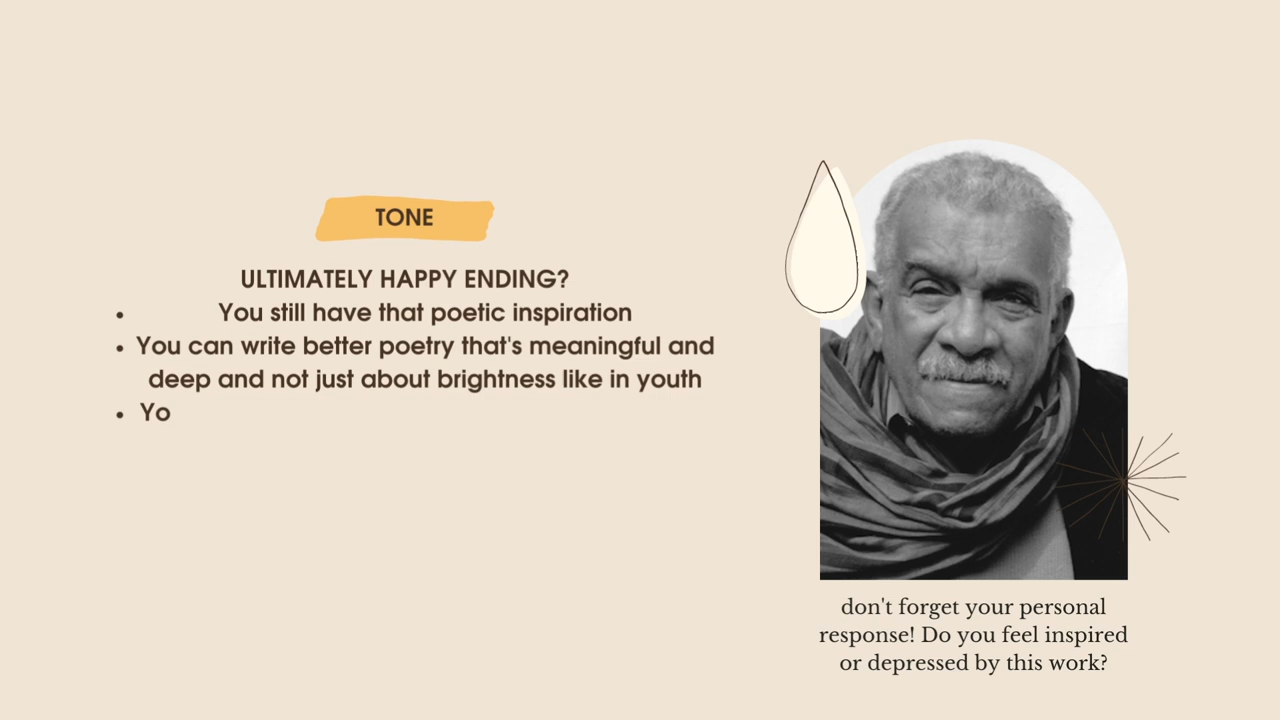 TONE
ULTIMATELY HAPPY ENDING?
• You still have that poetic inspiration
• You can write better poetry that's meaningful and
deep and not just about brightness like in youth
• Yo
don't forget your personal
response! Do you feel inspired
or depressed by this work?